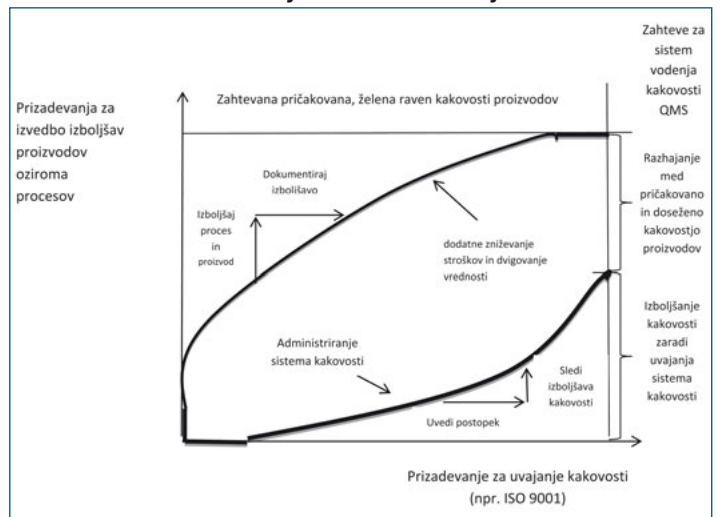 Zahteve za
sistem
vodenja
kakovosti
QMS
Prizadevanja za
izvedbo izboljšav
proizvodov
oziroma
procesov
Zahtevana pričakovana, želena raven kakovosti proizvodov
Dokumentiraj
izbolišavo
Izboljšaj
proces
in
proizvod
dodatne zniževanje
stroškov in dvigovanje
vrednosti
Razhajanje
med
pričakovano
in doseženo
kakovostjo
proizvodov
Administriranje
sistema kakovosti
Uvedi postopek
Sledi
izboljšava
kakovosti
Izboljšanje
kakovosti
zaradi
uvajanja
sistema
kakovosti
Prizadevanje za uvajanje kakovosti
(npr. ISO 9001)